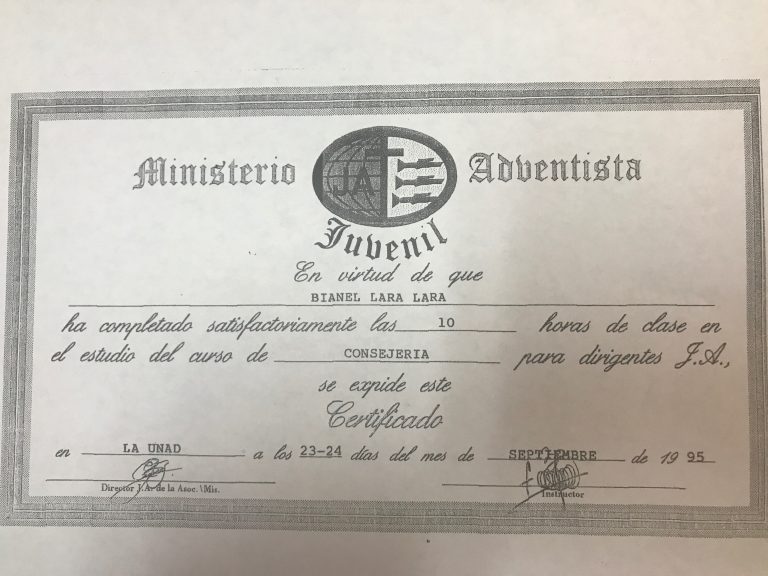 Ministerio JA Adventista
Juvenil
En virtud de que
BIANEL LARA LARA
ha completado satisfactoriamente las 10 horas de clase en
el estudio del curso de CONSEJERIA para dirigentes J.A.,
se expide este
Certificado
en LA UNAD a los 23-24 días del mes de SEPTIEMBRE de 19 95
Director J.A. de la Asoc. \Mis. Instructor